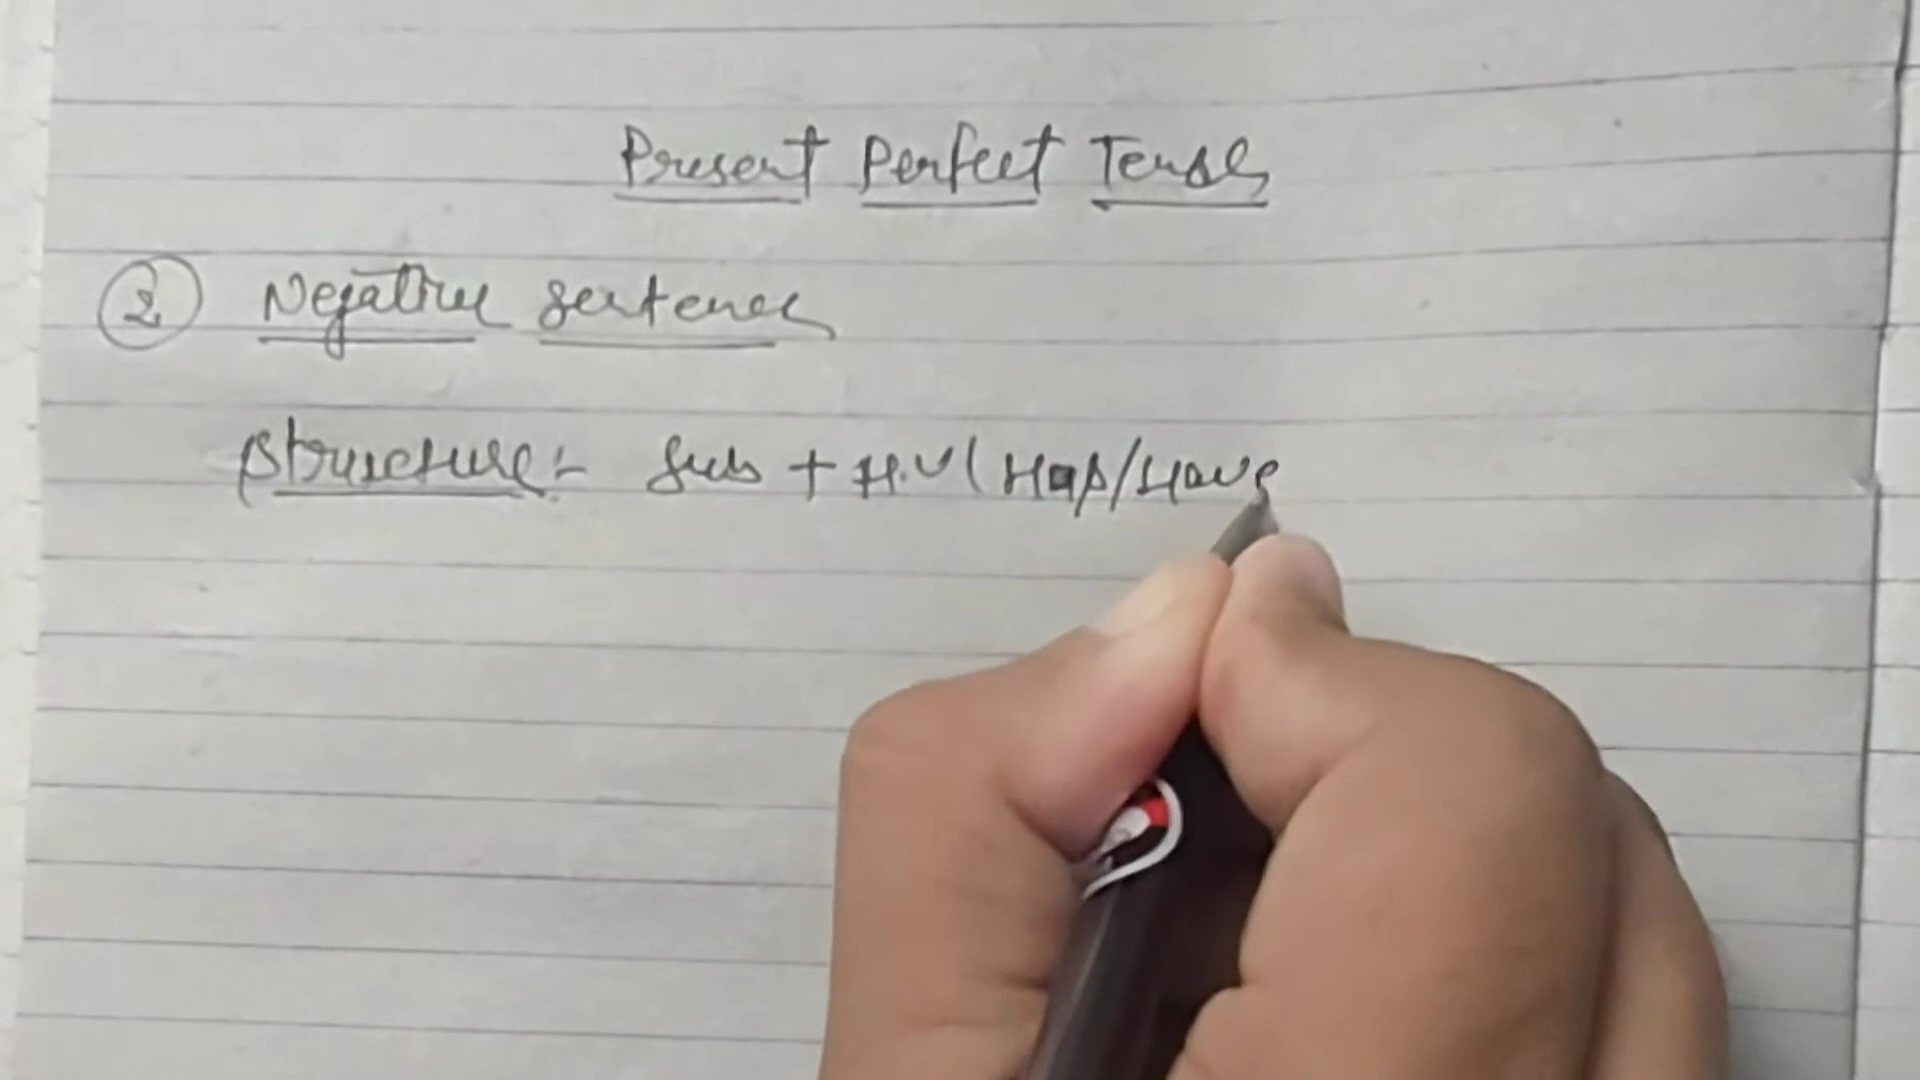 Present Perfect Tense
② Negative Sentence
Structure:- Sub + H.V ( Has/Have